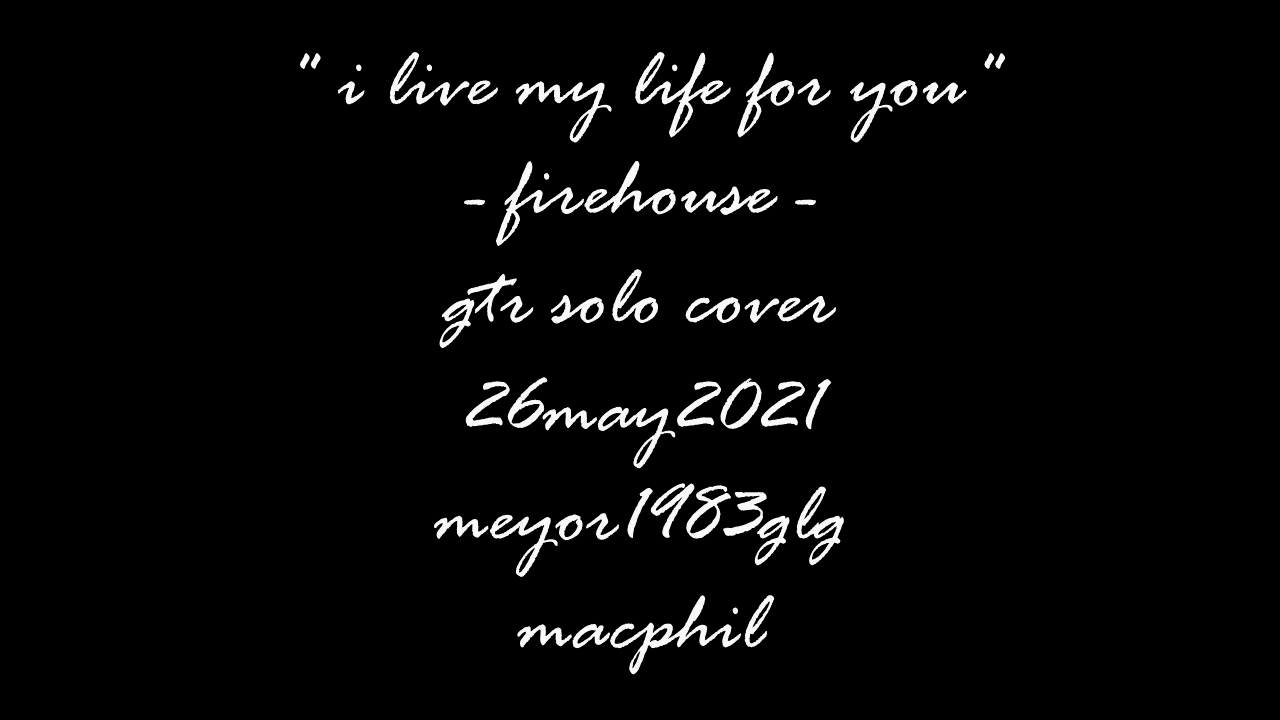 " i live my life for you "
- firehouse -
gtr solo cover
26may2021
meyor1983glg
macphil